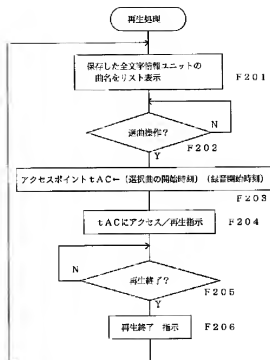 再生処理
保存した全文字情報ユニットの
曲名をリスト表示
F201
N
選曲操作?
Y
F202
アクセスポイントtAC←(選択曲の開始時刻)(録音開始時刻)
F203
tACにアクセス/再生指示
F204
N
再生終了?
F205
Y
再生終了 指示
F206